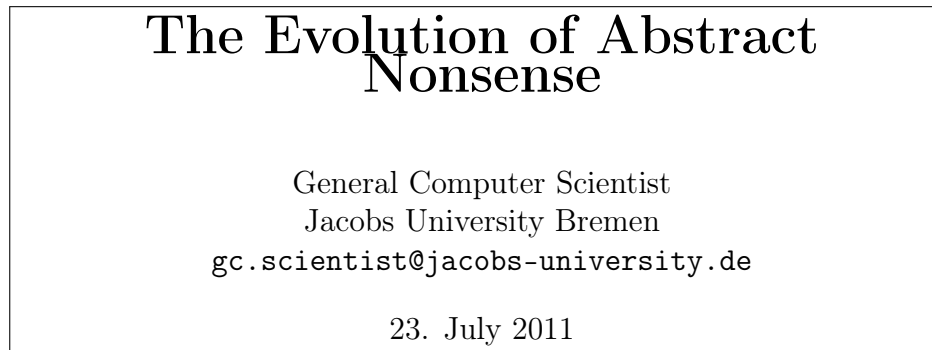 The Evolution of Abstract
Nonsense
General Computer Scientist
Jacobs University Bremen
gc.scientist@jacobs-university.de
23. July 2011